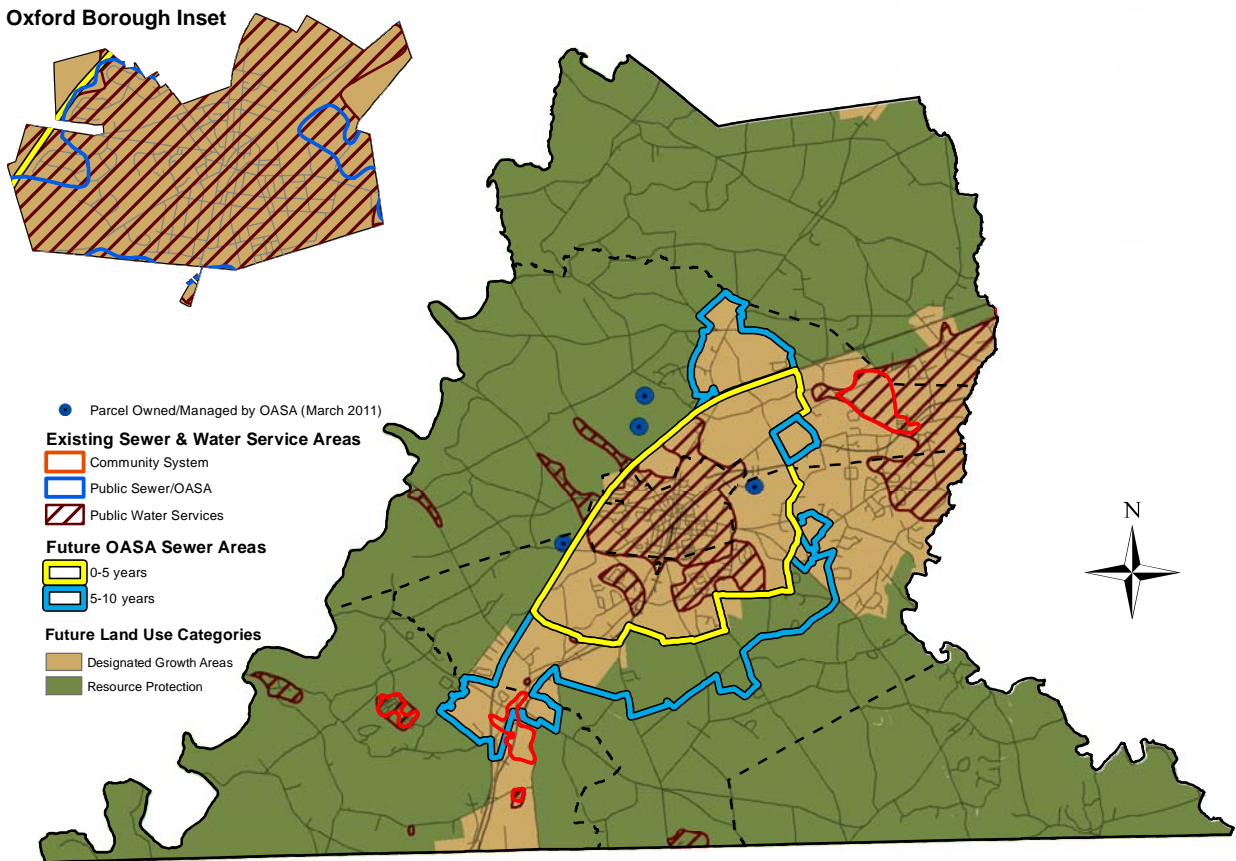 Oxford Borough Inset
Parcel Owned/Managed by OASA (March 2011)
Existing Sewer & Water Service Areas
Community System
Public Sewer/OASA
Public Water Services
Future OASA Sewer Areas
0-5 years
5-10 years
Future Land Use Categories
Designated Growth Areas
Resource Protection
N